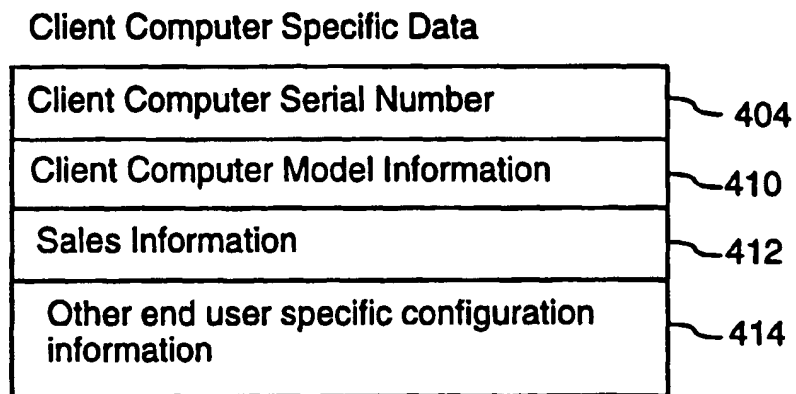 Client Computer Specific Data
Client Computer Serial Number 404
Client Computer Model Information 410
Sales Information 412
Other end user specific configuration
information 414